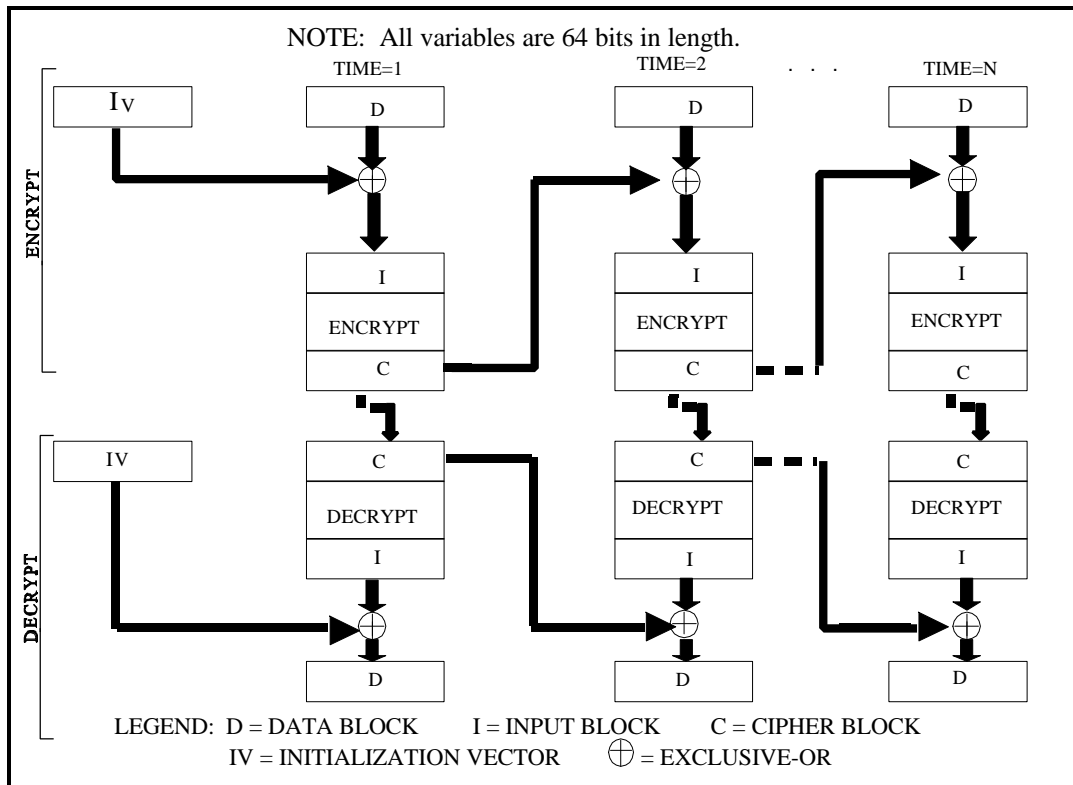 NOTE: All variables are 64 bits in length.
TIME=1 TIME=2 . . . TIME=N
IV D D D
ENCRYPT
I I I
ENCRYPT ENCRYPT ENCRYPT
C C C
IV C C C
DECRYPT DECRYPT DECRYPT
I I I
DECRYPT
D D D
LEGEND: D = DATA BLOCK I = INPUT BLOCK C = CIPHER BLOCK
IV = INITIALIZATION VECTOR ⊕ = EXCLUSIVE-OR